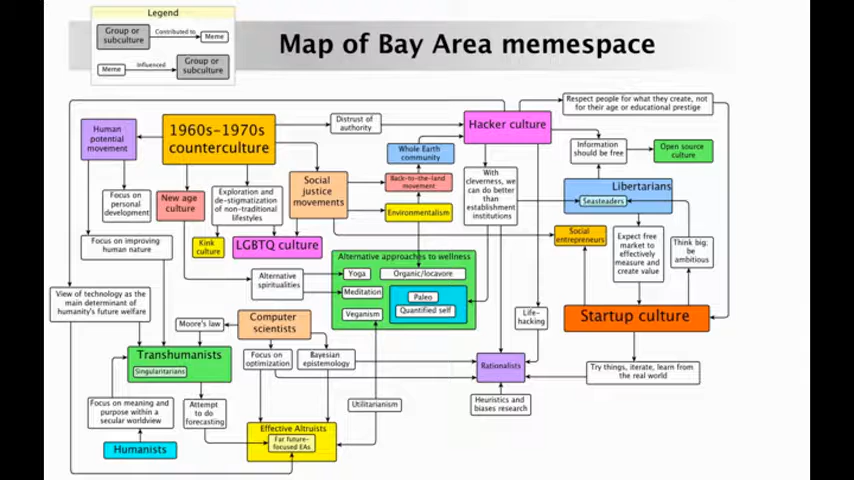 Legend
Group or
subculture
Contributed to
Meme
Meme
Influenced
Group or
subculture
Map of Bay Area memespace
Human
potential
movement
1960s-1970s
counterculture
Distrust of
authority
Hacker culture
Respect people for what they create, not
for their age or educational prestige
Whole Earth
community
Information
should be free
Open source
culture
Focus on
personal
development
New age
culture
Exploration and
de-stigmatization
of non-traditional
lifestyles
Social
justice
movements
Back-to-the-land
movement
Environmentalism
With
cleverness, we
can do better
than
establishment
institutions
Libertarians
Seasteaders
Focus on improving
human nature
Kink
culture
LGBTQ culture
Social
entrepreneurs
Expect free
market to
effectively
measure and
create value
Think big;
be
ambitious
Alternative
spiritualities
Alternative approaches to wellness
Yoga
Organic/locavore
Meditation
Paleo
Quantified self
Veganism
View of technology as the
main determinant of
humanity's future welfare
Moore's law
Computer
scientists
Life-
hacking
Startup culture
Transhumanists
Singularitarians
Focus on
optimization
Bayesian
epistemology
Rationalists
Try things, iterate, learn from
the real world
Focus on meaning and
purpose within a
secular worldview
Attempt
to do
forecasting
Utilitarianism
Heuristics and
biases research
Humanists
Effective Altruists
Far future-
focused EAs